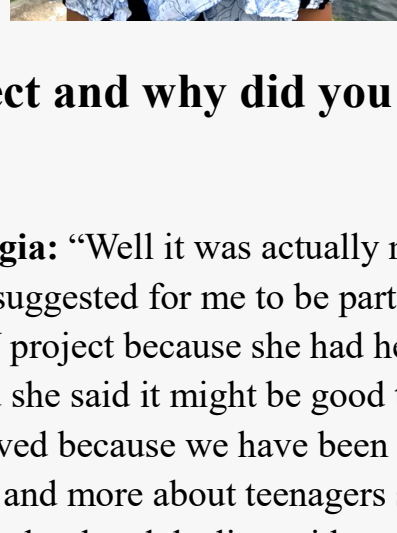 ect and why did you
gia: “Well it was actually
suggested for me to be part
project because she had he
she said it might be good
ved because we have been
and more about teenagers